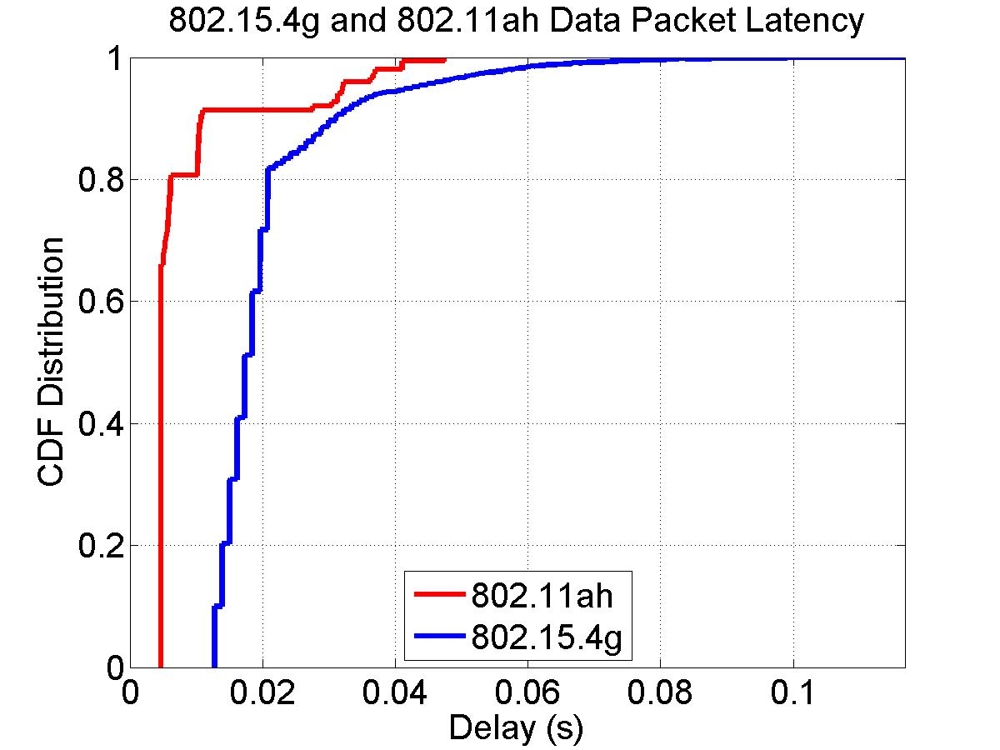 802.15.4g and 802.11ah Data Packet Latency
1
0.8
0.6
0.4
0.2
0
CDF Distribution
802.11ah
802.15.4g
0 0.02 0.04 0.06 0.08 0.1
Delay (s)